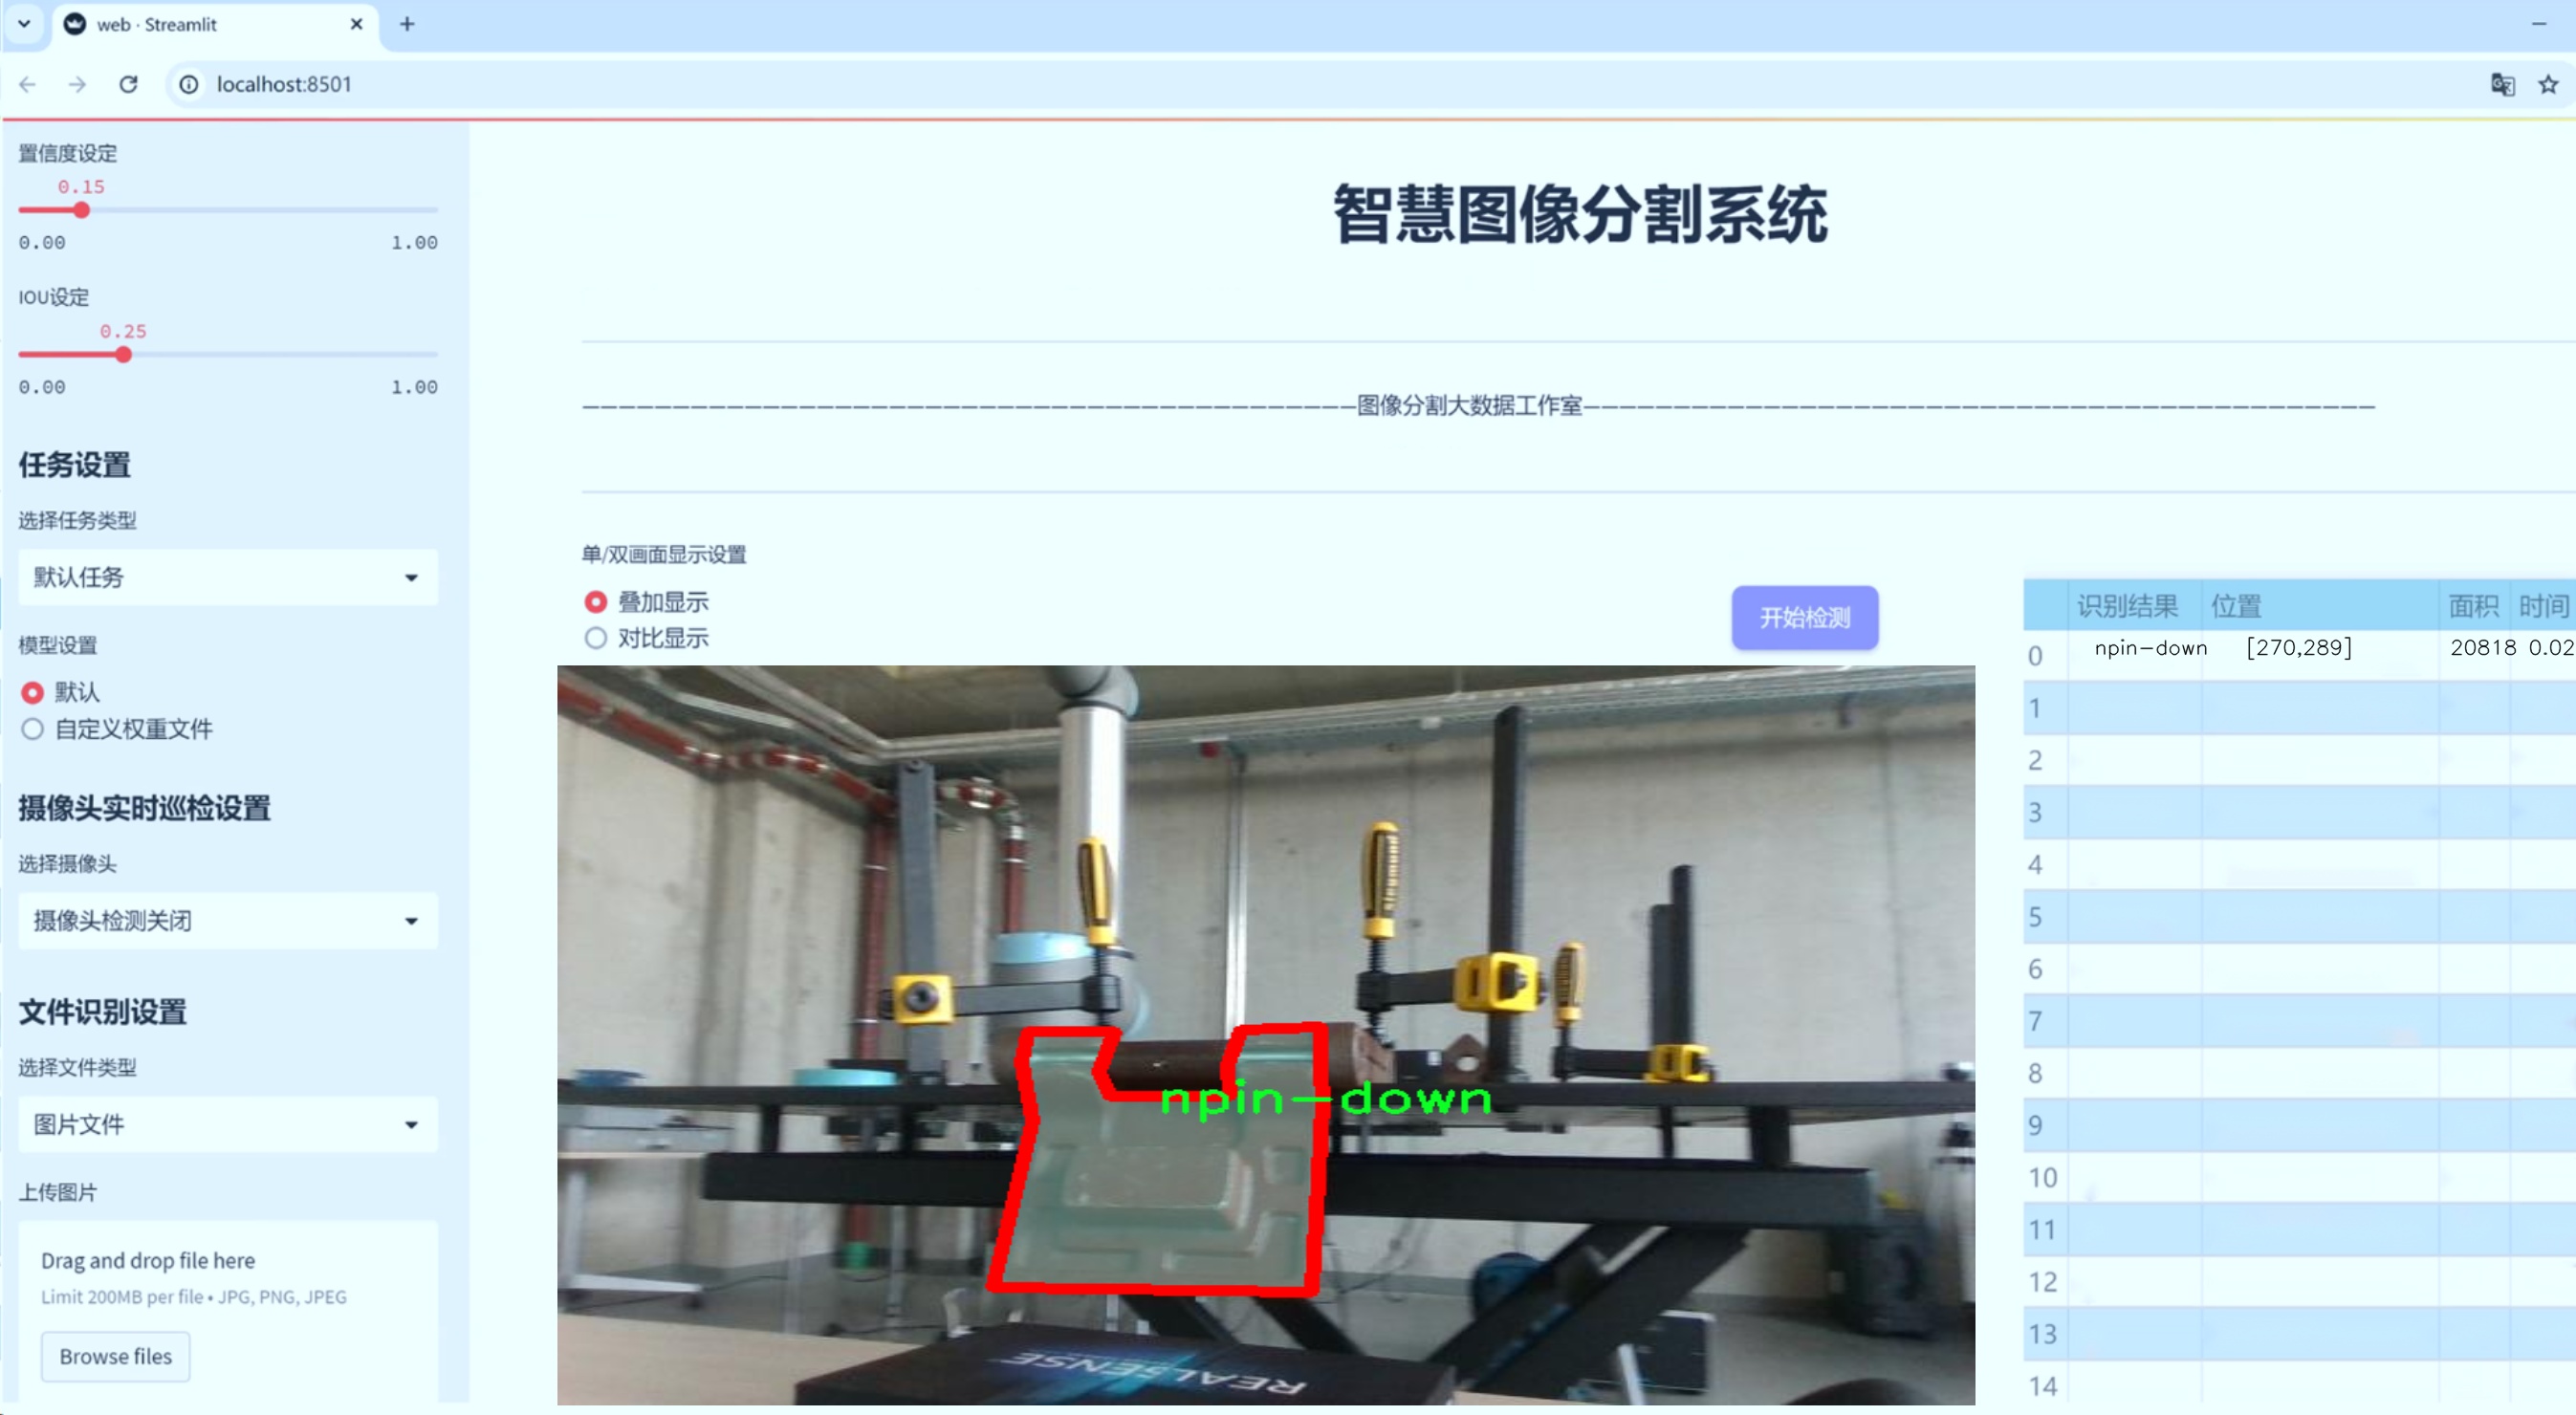 web · Streamlit
localhost:8501
置信度设定
0.15
0.00 1.00
IOU设定
0.25
0.00 1.00
任务设置
选择任务类型
默认任务
模型设置
默认
自定义权重文件
摄像头实时巡检设置
选择摄像头
摄像头检测关闭
文件识别设置
选择文件类型
图片文件
上传图片
Drag and drop file here
Limit 200MB per file • JPG, PNG, JPEG
Browse files
智慧图像分割系统
图像分割大数据工作室
单/双画面显示设置
叠加显示
对比显示
开始检测
npin-down
REALSENSE
识别结果 位置 面积 时间
0 npin-down [270,289] 20818 0.02
1
2
3
4
5
6
7
8
9
10
11
12
13
14